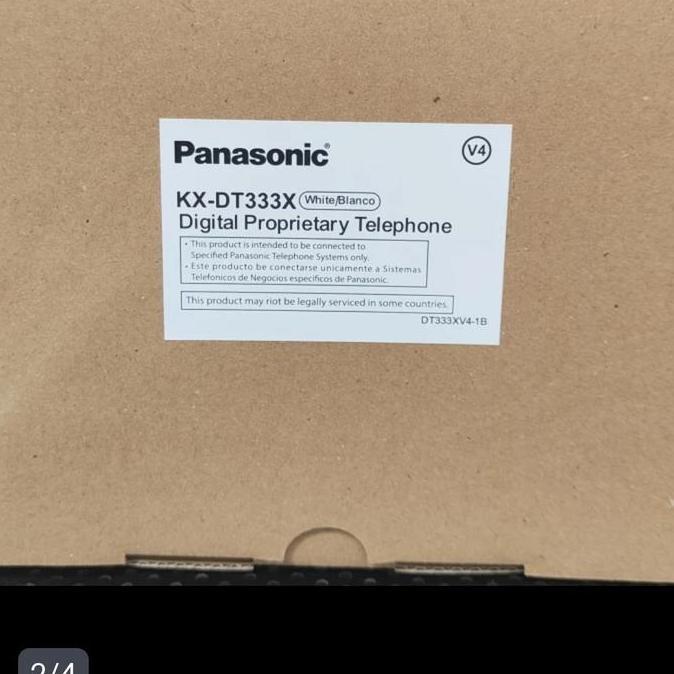 Panasonic®
V4
KX-DT333X White/Blanco
Digital Proprietary Telephone
• This product is intended to be connected to
Specified Panasonic Telephone Systems only.
• Este producto be conectarse unicamente a Sistemas
Telefonicos de Negocios especificos de Panasonic.
This product may riot be legally serviced in some countries.
DT333XV4-1B
2/4